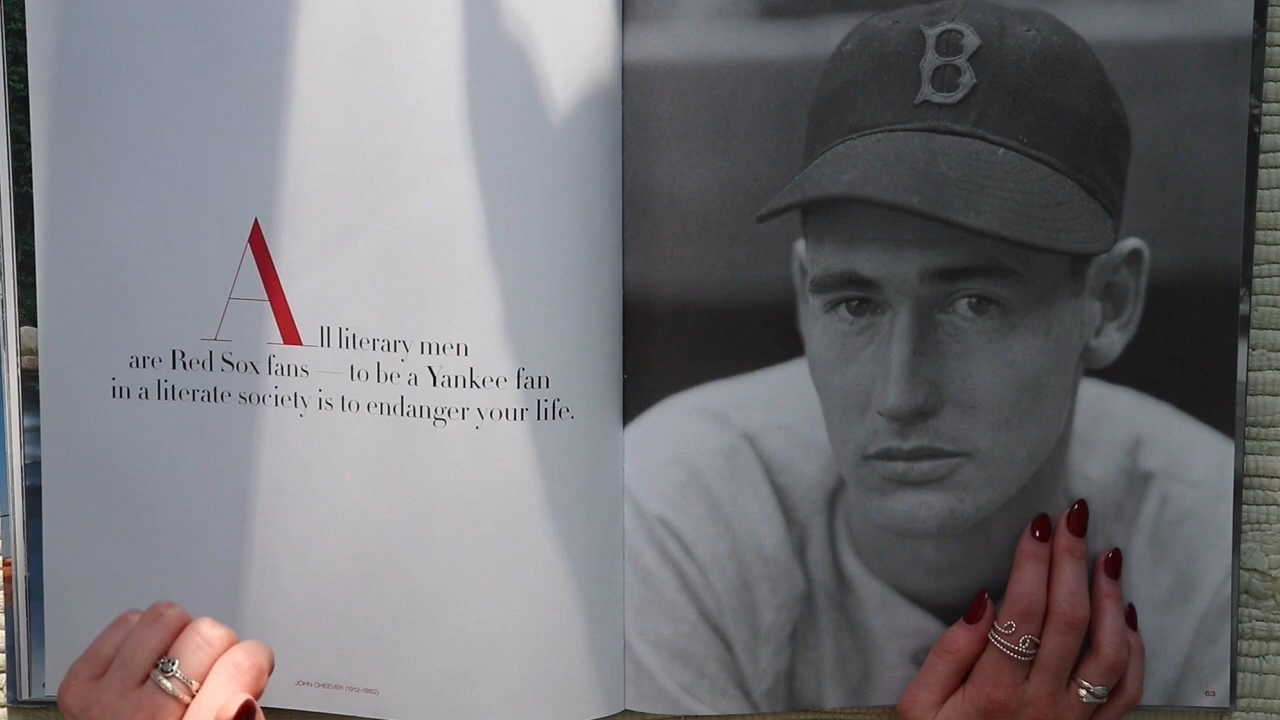 All literary men
are Red Sox fans — to be a Yankee fan
in a literate society is to endanger your life.
JOHN CHEEVER (1912–1982)
B
63